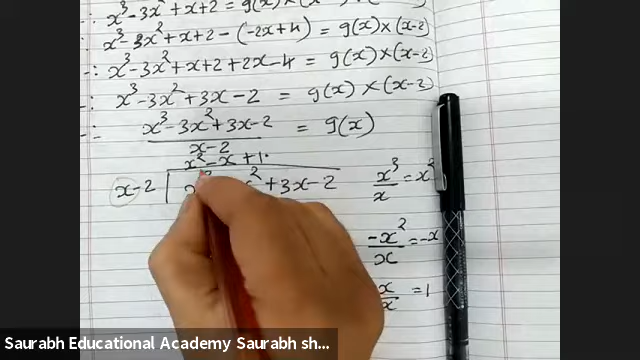 x³-3x²+x+2 = g(x)×(x-2)
x³-3x²+x+2-(-2x+4) = g(x)×(x-2)
∴ x³-3x²+x+2+2x-4 = g(x)×(x-2)
∴ x³-3x²+3x-2 = g(x)×(x-2)
x³-3x²+3x-2 = g(x)
x-2
x²-x+1
x-2 +3x-2 x³/x = x²
-x²/x = -x
x/x = 1
Saurabh Educational Academy Saurabh sh...